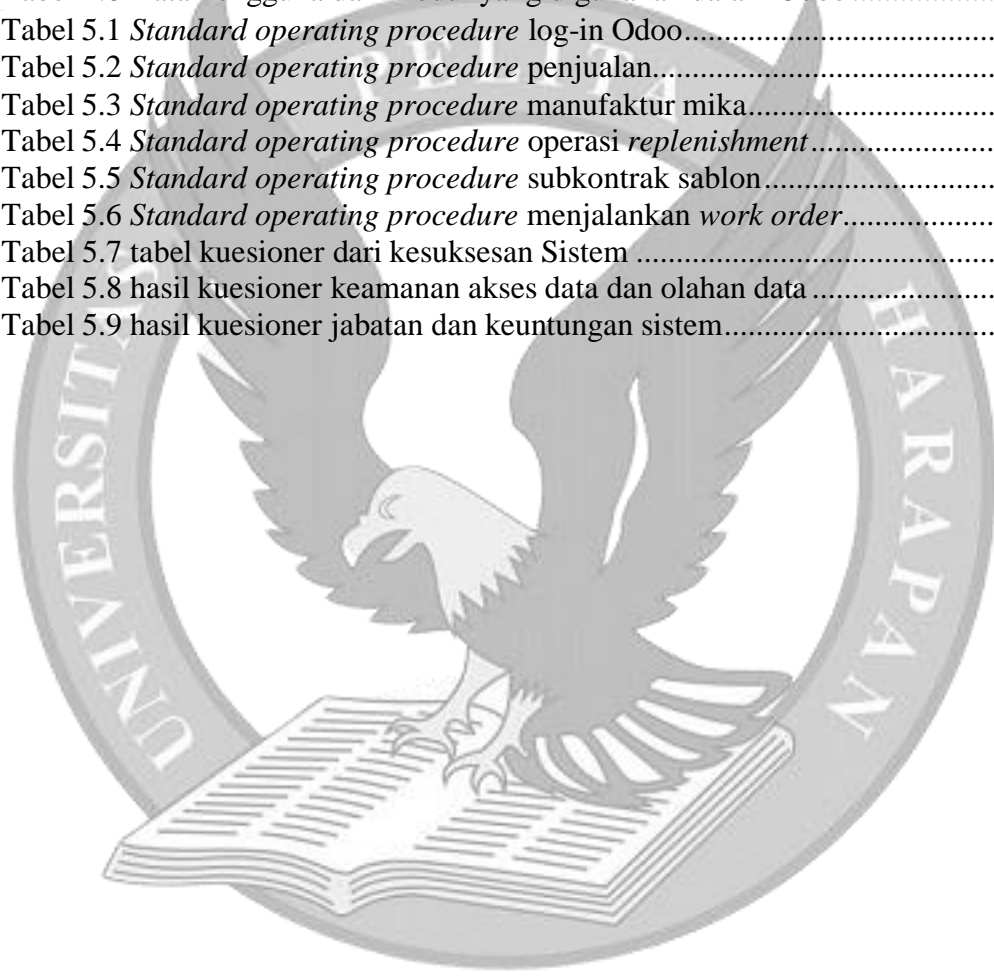 Tabel 5.1 Standard operating procedure log-in Odoo
Tabel 5.2 Standard operating procedure penjualan
Tabel 5.3 Standard operating procedure manufaktur mika
Tabel 5.4 Standard operating procedure operasi replenishment
Tabel 5.5 Standard operating procedure subkontrak sablon
Tabel 5.6 Standard operating procedure menjalankan work order
Tabel 5.7 tabel kuesioner dari kesuksesan Sistem
Tabel 5.8 hasil kuesioner keamanan akses data dan olahan data
Tabel 5.9 hasil kuesioner jabatan dan keuntungan sistem
UNIVERSITAS
PELITA
HARAPAN